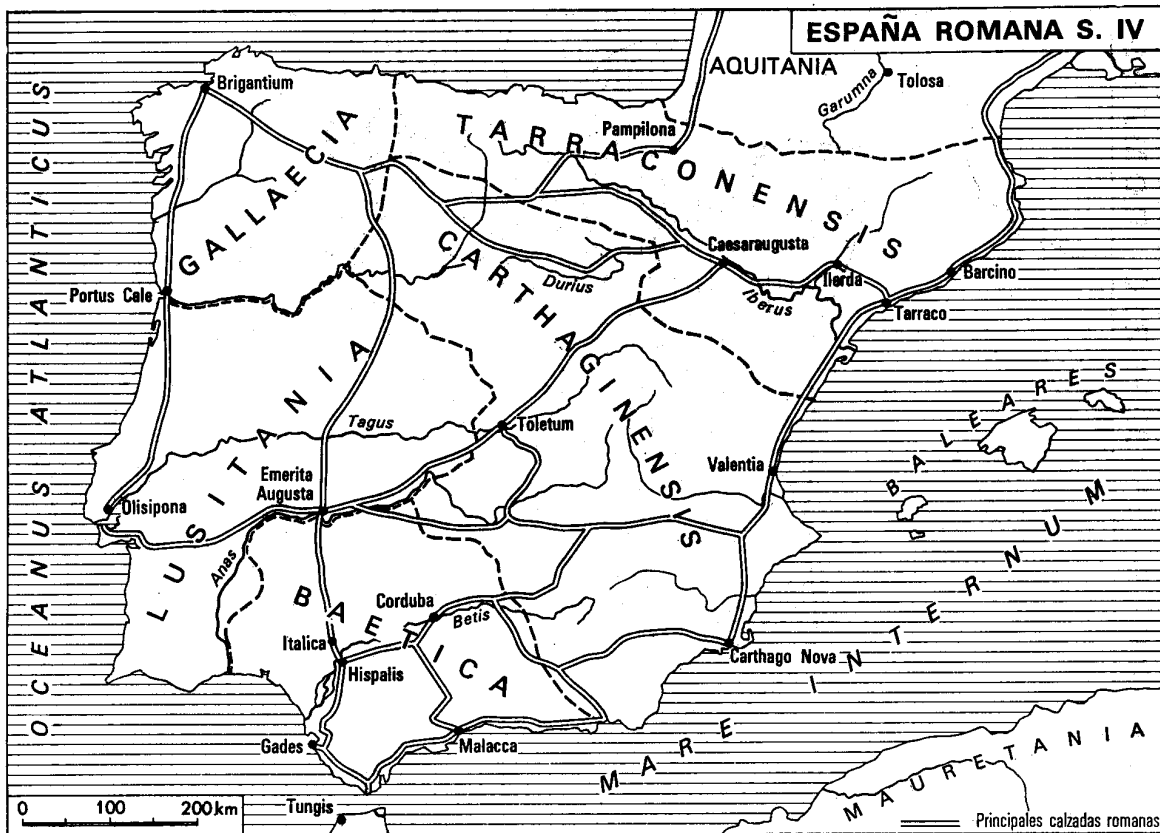 ESPAÑA ROMANA S. IV
AQUITANIA
Tolosa
Garumna
Brigantium
Pampilona
TARRACONENSIS
GALLAECIA
CARTHAGINENSYS
Caesaraugusta
Ilerda
Barcino
Durius
Iberus
Portus Cale
Tarraco
OCEANUS ATLANTICUS
LUSITANIA
BALEARES
Tagus
Toletum
Valentia
Emerita
Augusta
Olisipona
Anas
BAETICA
Corduba
Betis
Italica
Hispalis
Carthago Nova
MARE INTERNUM
Gades
Malacca
MAURETANIA
Tungis
0 100 200 km
Principales calzadas romanas